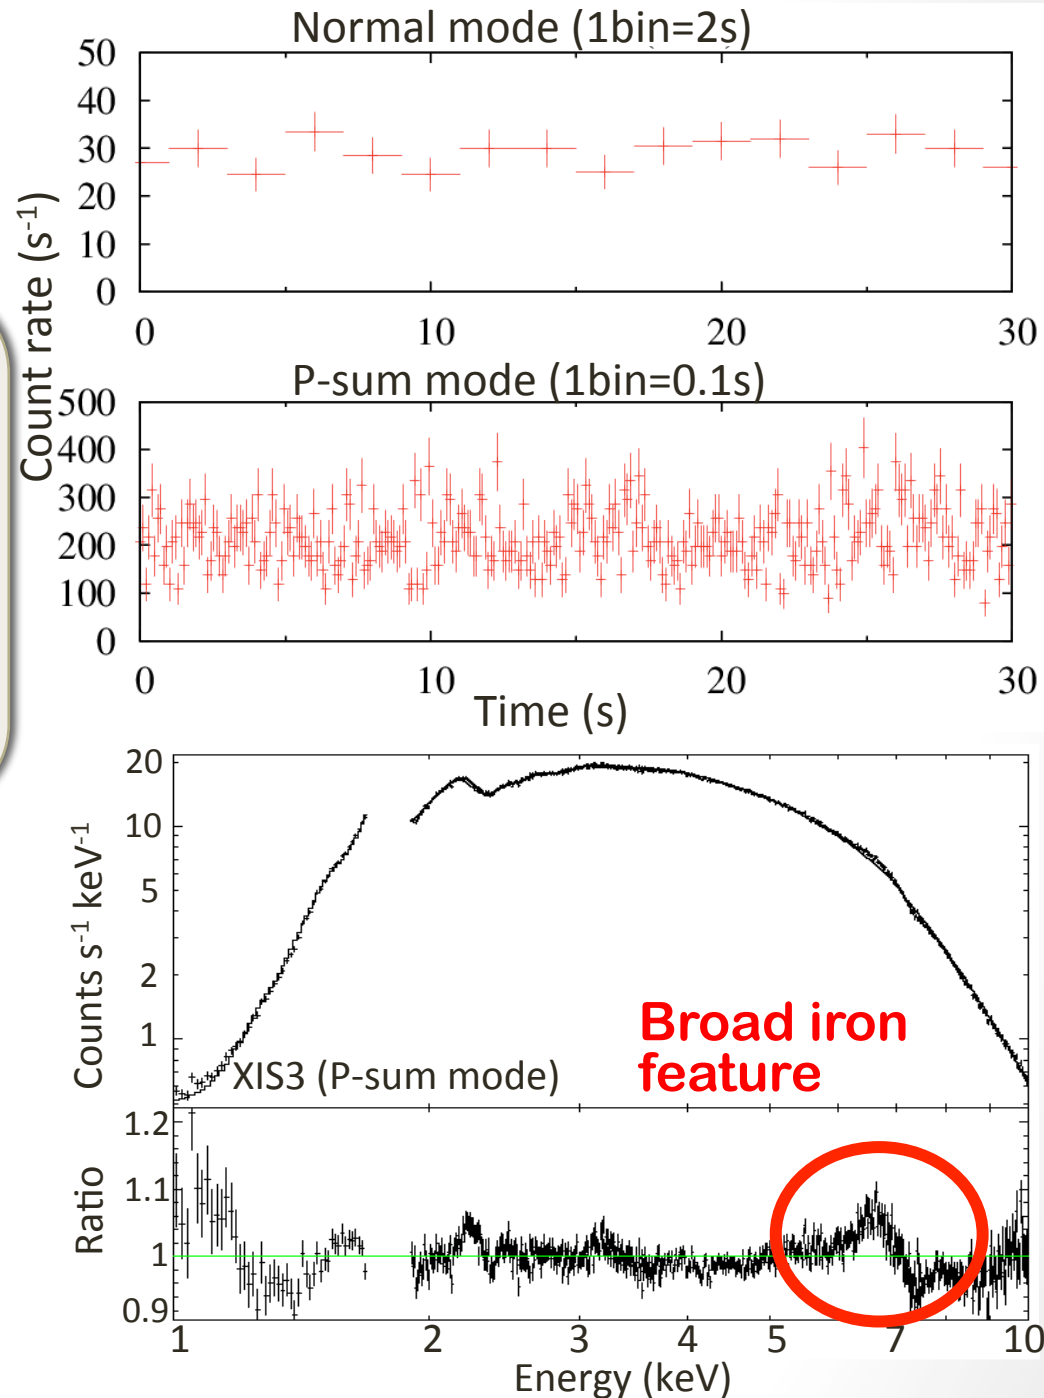 Normal mode (1bin=2s)
50
40
30
20
10
0
0 10 20 30
Count rate (s⁻¹)
P-sum mode (1bin=0.1s)
500
400
300
200
100
0
0 10 20 30
Time (s)
20
10
5
2
1
Counts s⁻¹ keV⁻¹
XIS3 (P-sum mode)
Broad iron
feature
1.2
1.1
1
0.9
Ratio
1 2 3 4 5 7 10
Energy (keV)